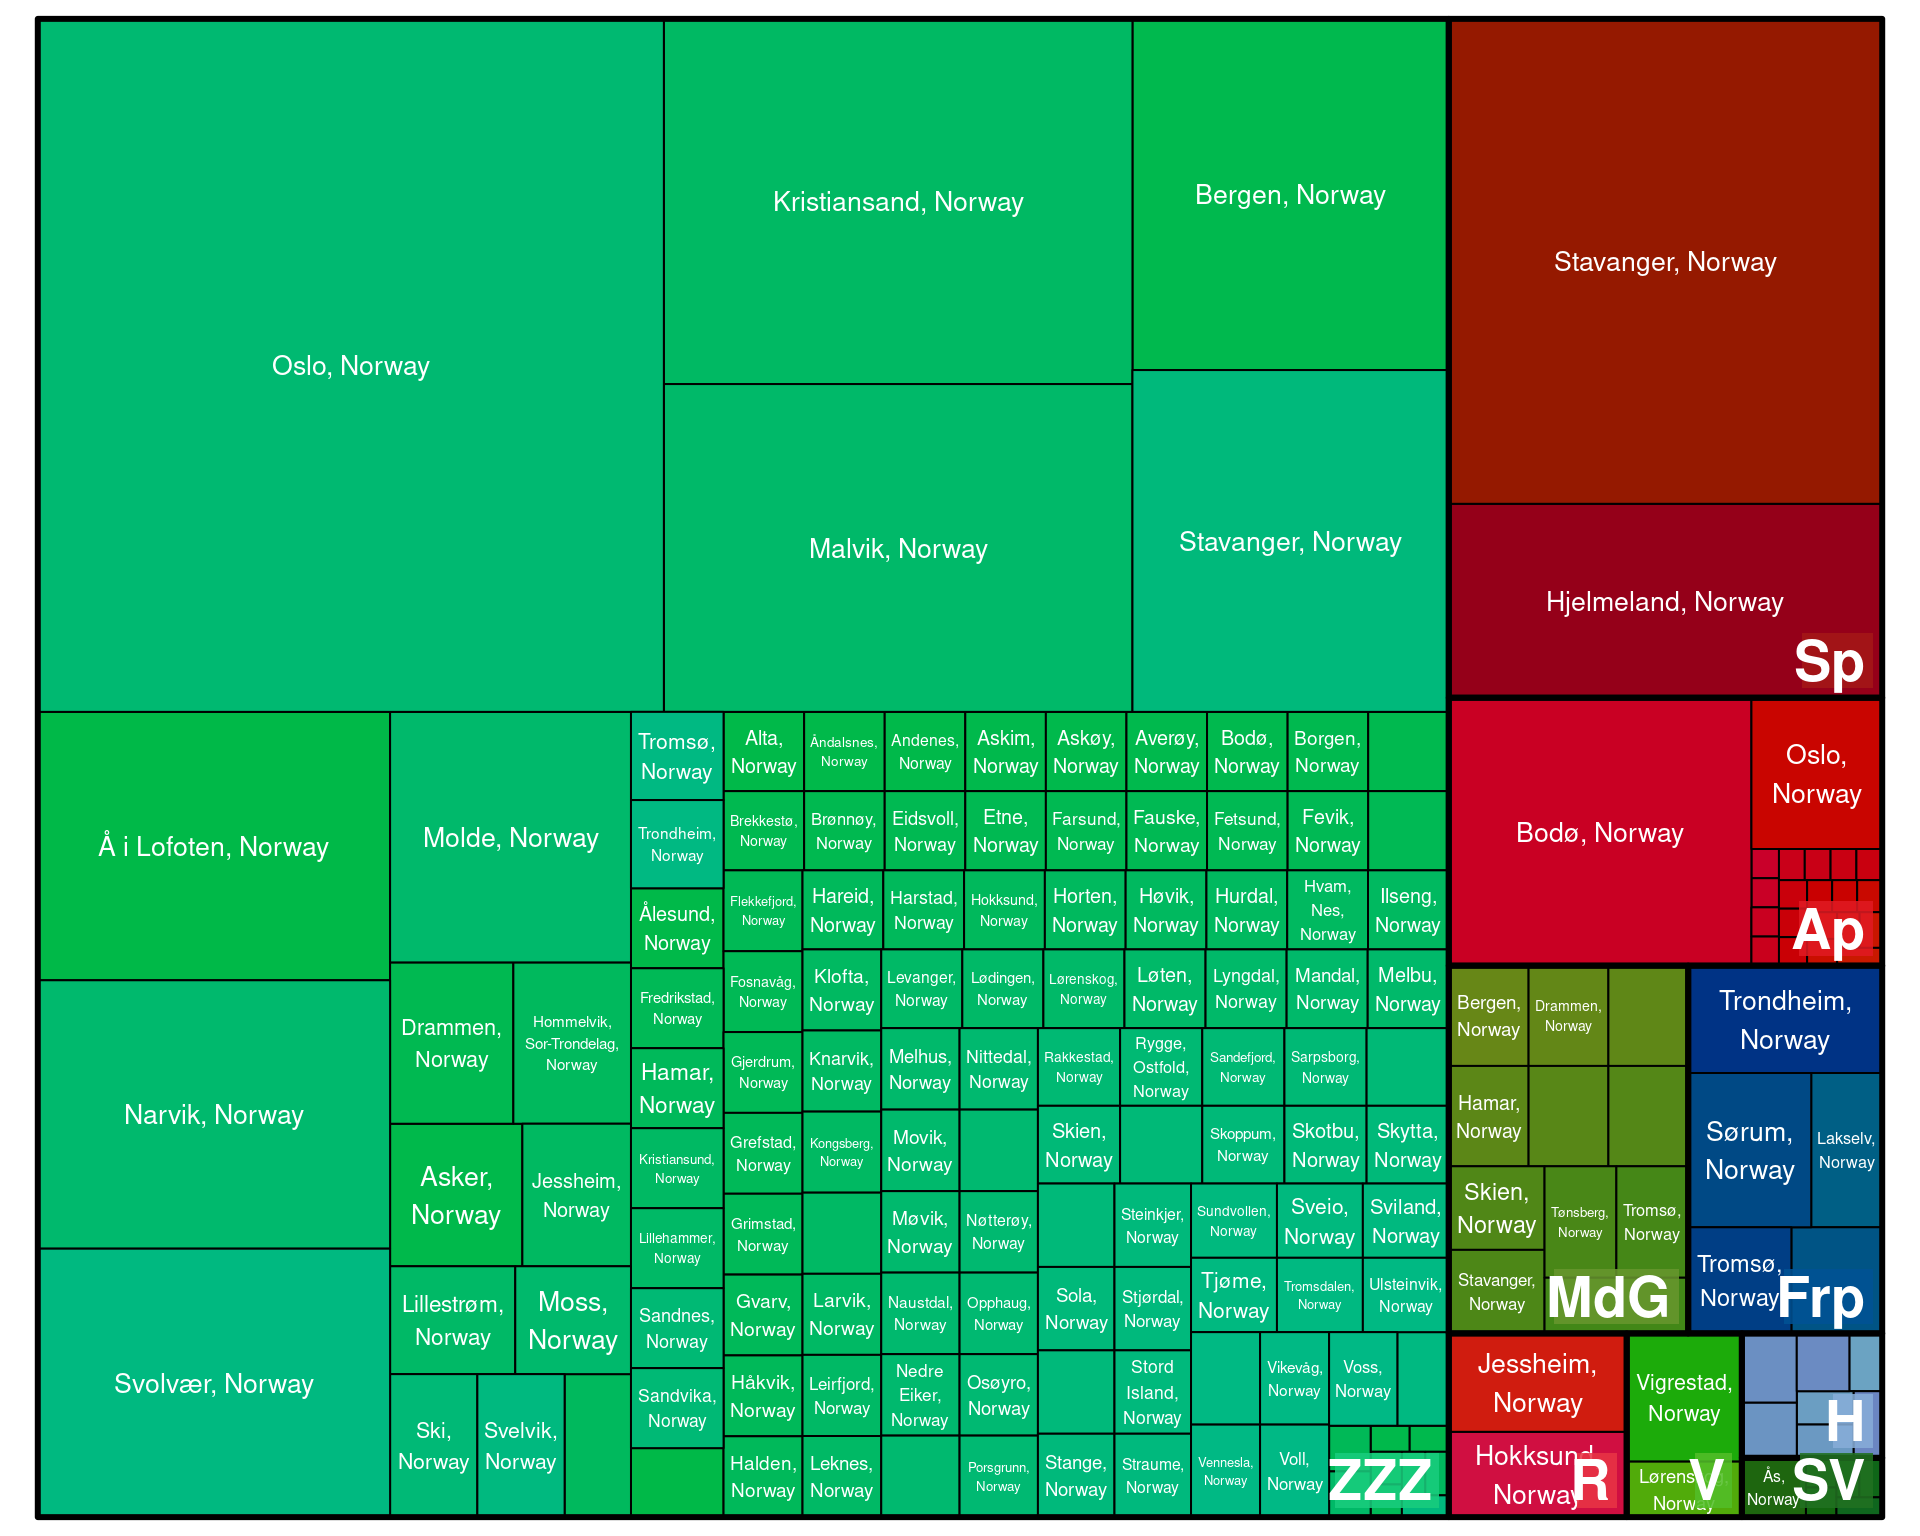 Oslo, Norway
Kristiansand, Norway
Bergen, Norway
Malvik, Norway
Stavanger, Norway
Å i Lofoten, Norway
Narvik, Norway
Svolvær, Norway
Molde, Norway
Drammen,
Norway
Hommelvik,
Sor-Trondelag,
Norway
Asker,
Norway
Jessheim,
Norway
Lillestrøm,
Norway
Moss,
Norway
Ski,
Norway
Svelvik,
Norway
Tromsø,
Norway
Trondheim,
Norway
Ålesund,
Norway
Fredrikstad,
Norway
Hamar,
Norway
Kristiansund,
Norway
Lillehammer,
Norway
Sandnes,
Norway
Sandvika,
Norway
Alta,
Norway
Åndalsnes,
Norway
Andenes,
Norway
Askim,
Norway
Askøy,
Norway
Averøy,
Norway
Bodø,
Norway
Borgen,
Norway
Brekkestø,
Norway
Brønnøy,
Norway
Eidsvoll,
Norway
Etne,
Norway
Farsund,
Norway
Fauske,
Norway
Fetsund,
Norway
Fevik,
Norway
Flekkefjord,
Norway
Hareid,
Norway
Harstad,
Norway
Hokksund,
Norway
Horten,
Norway
Høvik,
Norway
Hurdal,
Norway
Hvam,
Nes,
Norway
Ilseng,
Norway
Fosnavåg,
Norway
Klofta,
Norway
Levanger,
Norway
Lødingen,
Norway
Lørenskog,
Norway
Løten,
Norway
Lyngdal,
Norway
Mandal,
Norway
Melbu,
Norway
Gjerdrum,
Norway
Knarvik,
Norway
Melhus,
Norway
Nittedal,
Norway
Rakkestad,
Norway
Rygge,
Ostfold,
Norway
Sandefjord,
Norway
Sarpsborg,
Norway
Grefstad,
Norway
Kongsberg,
Norway
Movik,
Norway
Skien,
Norway
Skoppum,
Norway
Skotbu,
Norway
Skytta,
Norway
Grimstad,
Norway
Møvik,
Norway
Nøtterøy,
Norway
Steinkjer,
Norway
Sundvollen,
Norway
Sveio,
Norway
Sviland,
Norway
Gvarv,
Norway
Larvik,
Norway
Naustdal,
Norway
Opphaug,
Norway
Sola,
Norway
Stjørdal,
Norway
Tjøme,
Norway
Tromsdalen,
Norway
Ulsteinvik,
Norway
Håkvik,
Norway
Leirfjord,
Norway
Nedre
Eiker,
Norway
Osøyro,
Norway
Stord
Island,
Norway
Vikevåg,
Norway
Voss,
Norway
Halden,
Norway
Leknes,
Norway
Porsgrunn,
Norway
Stange,
Norway
Straume,
Norway
Vennesla,
Norway
Voll,
Norway
ZZZ
Stavanger, Norway
Hjelmeland, Norway
Sp
Bodø, Norway
Oslo,
Norway
Ap
Bergen,
Norway
Drammen,
Norway
Hamar,
Norway
Skien,
Norway
Tønsberg,
Norway
Tromsø,
Norway
Stavanger,
Norway
MdG
Trondheim,
Norway
Sørum,
Norway
Lakselv,
Norway
Tromsø,
Norway
Frp
Jessheim,
Norway
Hokksund,
Norway
R
Vigrestad,
Norway
Norway
V
H
Ås,
Norway
SV